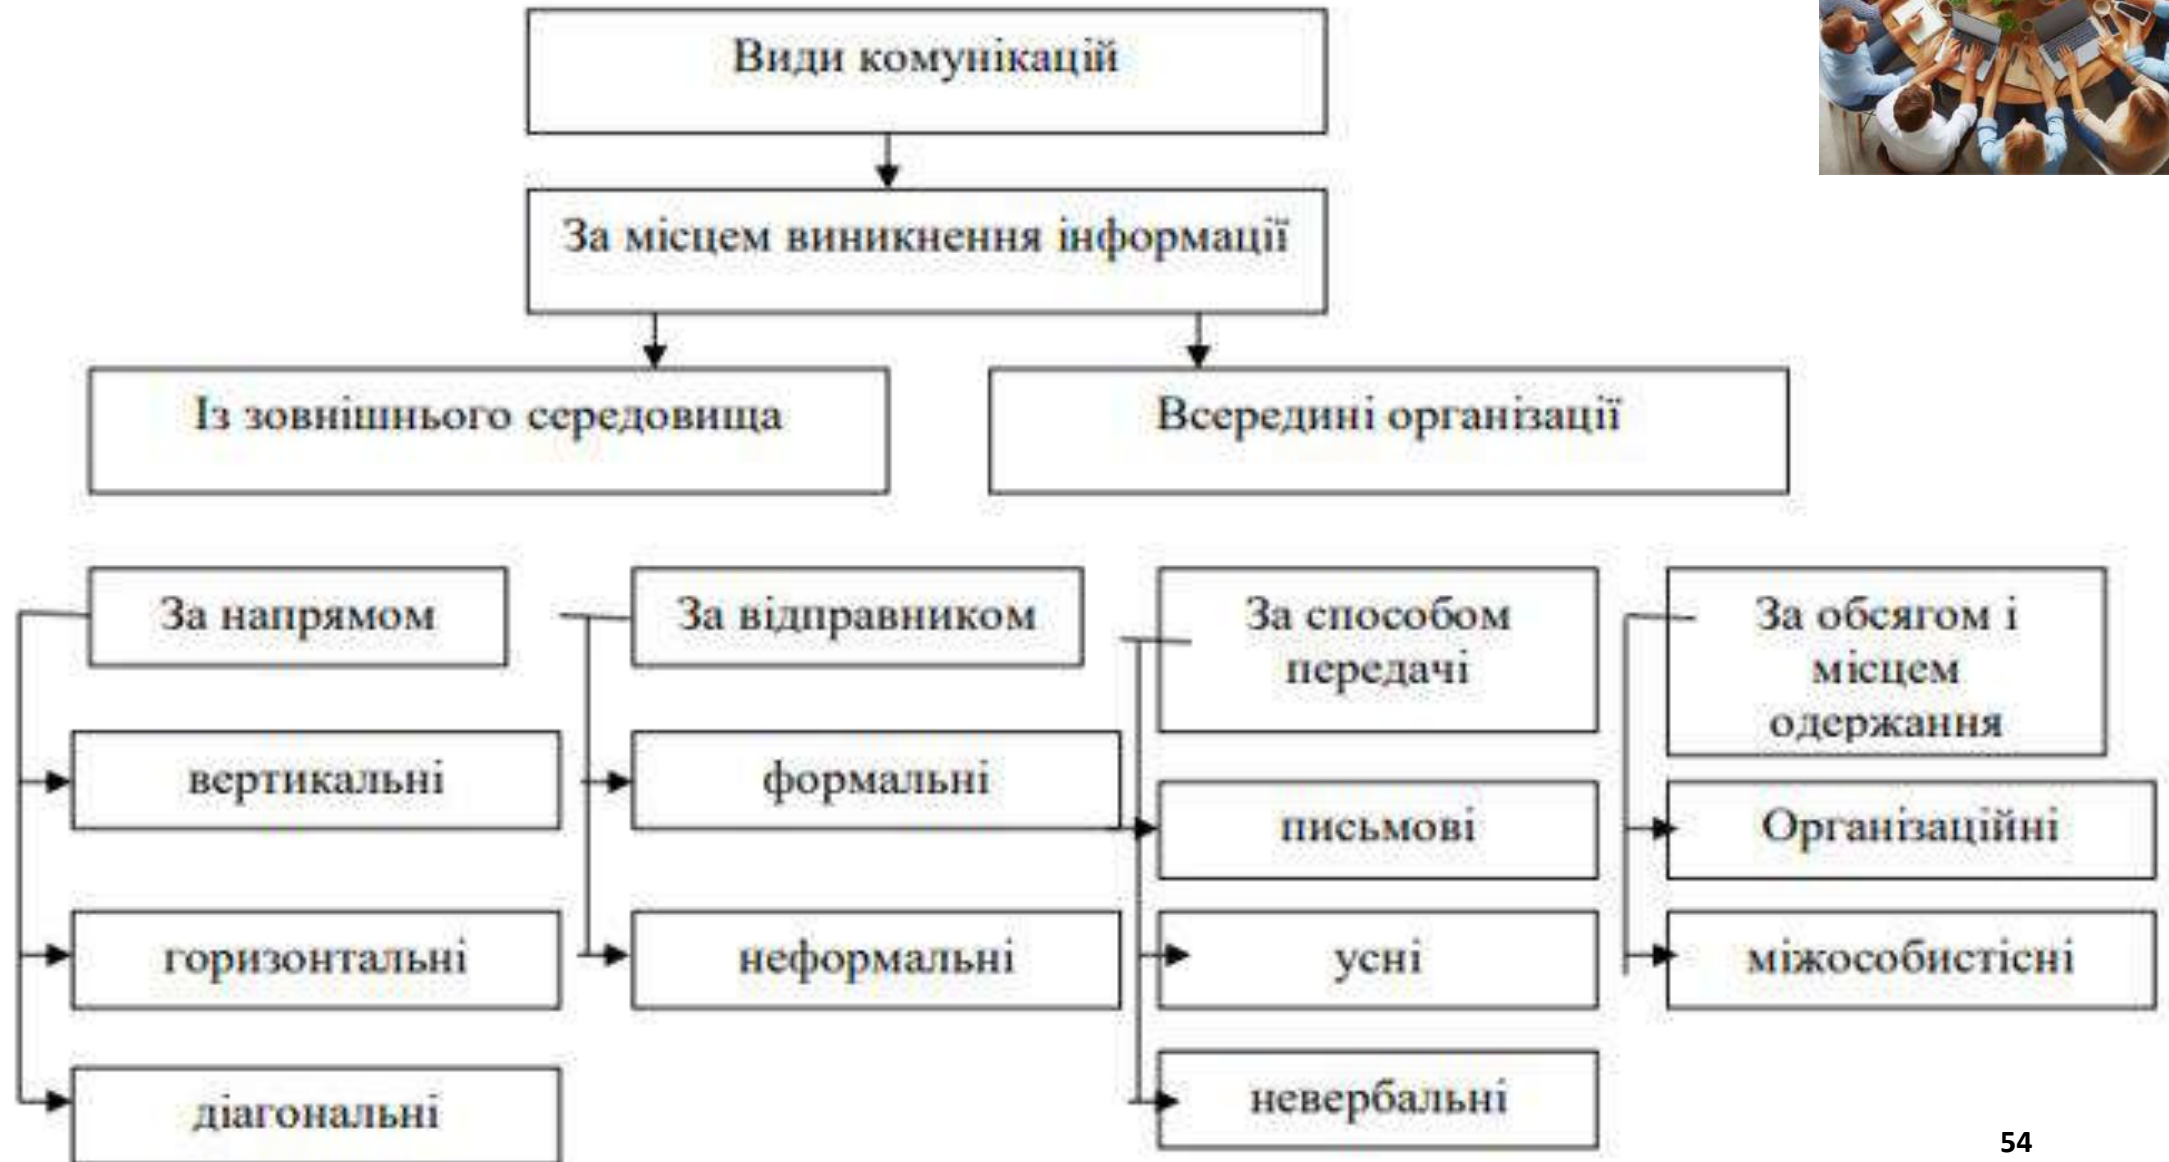 Види комунікацій
За місцем виникнення інформації
Із зовнішнього середовища
Всередині організації
За напрямом
вертикальні
горизонтальні
діагональні
За відправником
формальні
неформальні
За способом
передачі
письмові
усні
невербальні
За обсягом і
місцем
одержання
Організаційні
міжособистісні
54